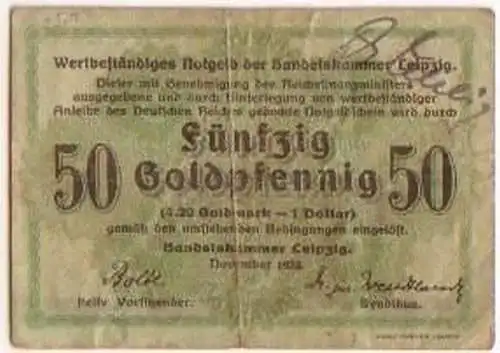 Wertbeständiges Notgeld der Handelskammer Leipzig.
Dieser mit Genehmigung des Reichsfinanzministers
ausgegebene und durch Hinterlegung von wertbeständiger
Anleihe des Deutschen Reiches gedeckte Notgeldschein wird durch
50 Fünfzig Goldpfennig 50
(4.20 Goldmark = 1 Dollar)
gemäß den umstehenden Bedingungen eingelöst.
Handelskammer Leipzig.
November 1923.
stellv. Vorsitzender. Syndikus.